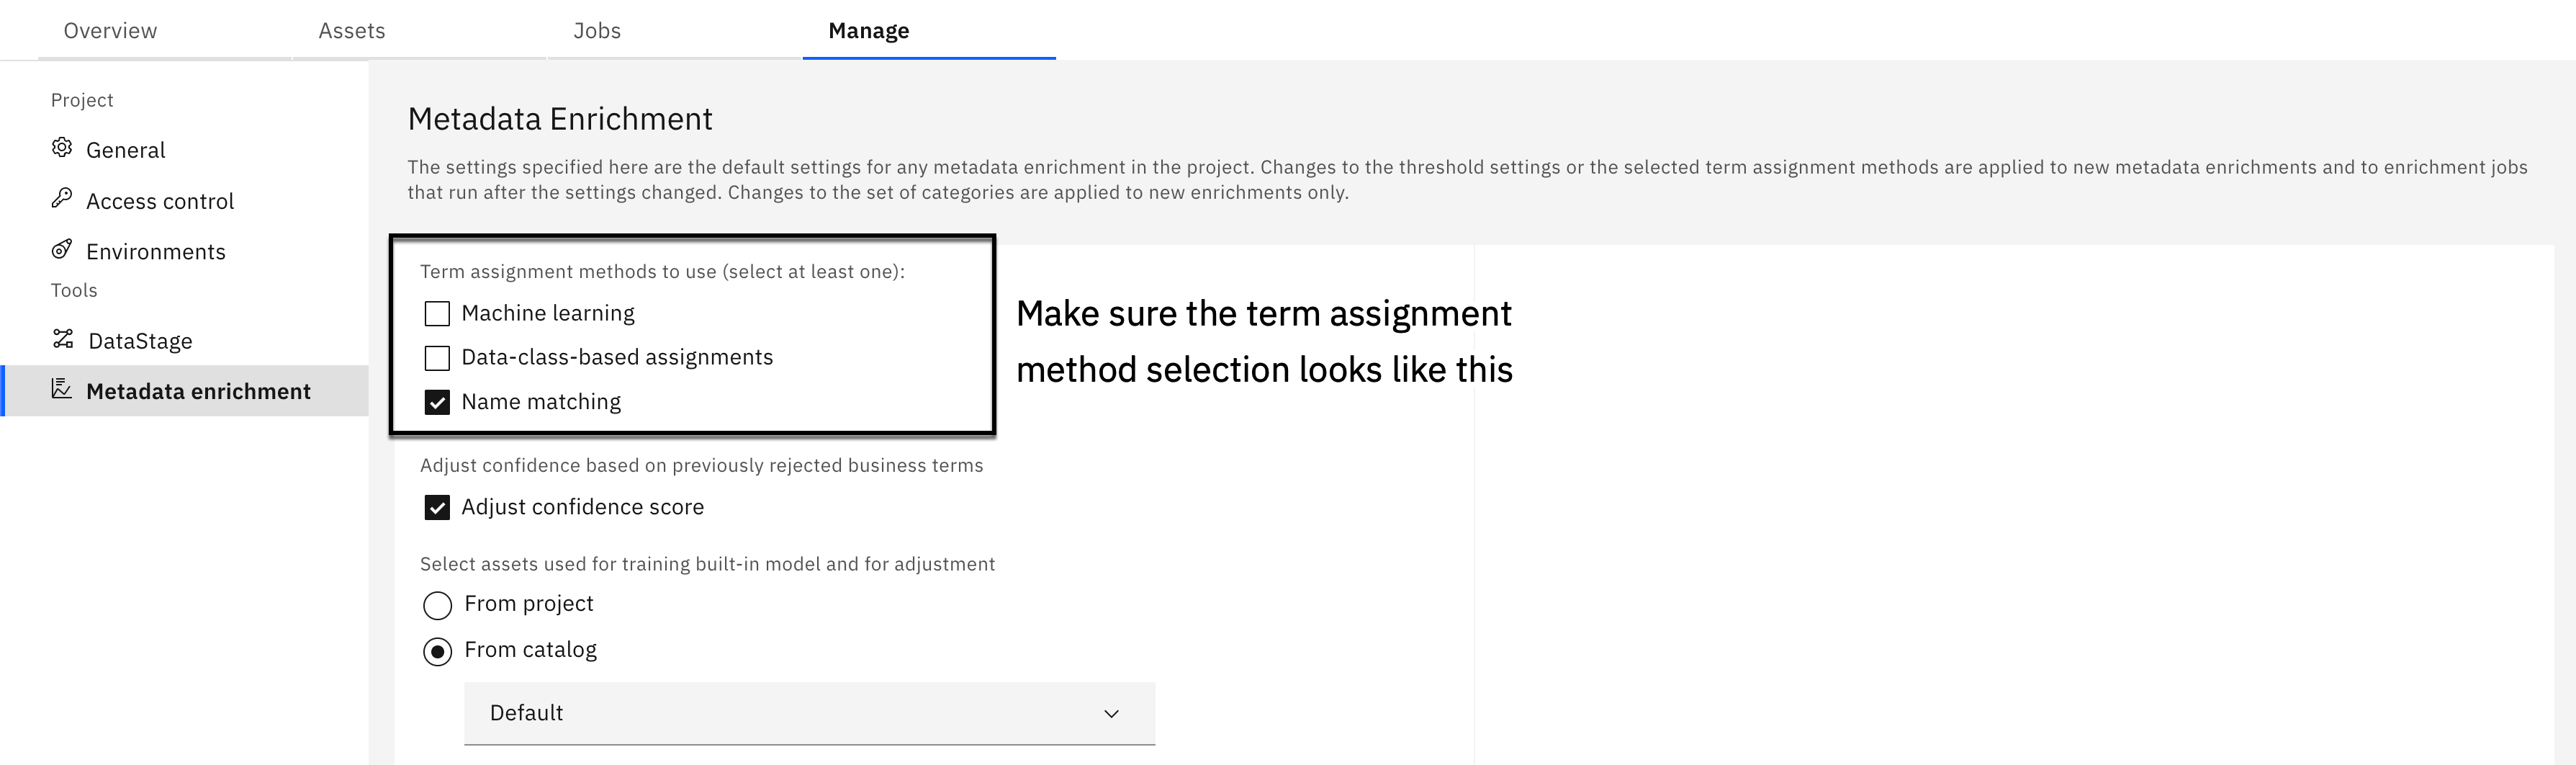 Overview
Assets
Jobs
Manage
Project
General
Access control
Environments
Tools
DataStage
Metadata enrichment
Metadata Enrichment
The settings specified here are the default settings for any metadata enrichment in the project. Changes to the threshold settings or the selected term assignment methods are applied to new metadata enrichments and to enrichment jobs
that run after the settings changed. Changes to the set of categories are applied to new enrichments only.
Term assignment methods to use (select at least one):
Machine learning
Data-class-based assignments
Name matching
Make sure the term assignment
method selection looks like this
Adjust confidence based on previously rejected business terms
Adjust confidence score
Select assets used for training built-in model and for adjustment
From project
From catalog
Default